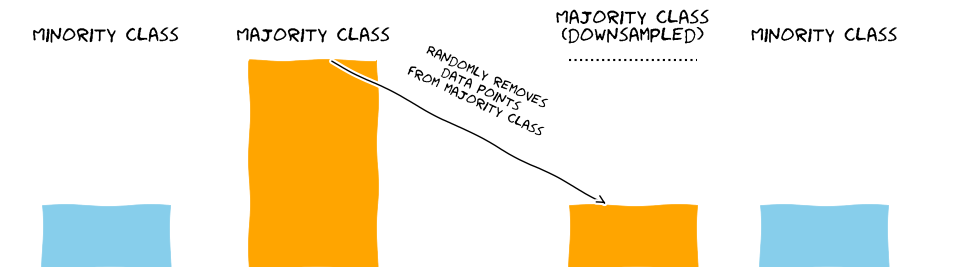 MINORITY CLASS
MAJORITY CLASS
RANDOMLY REMOVES
DATA POINTS
FROM MAJORITY CLASS
MAJORITY CLASS
(DOWNSAMPLED)
MINORITY CLASS